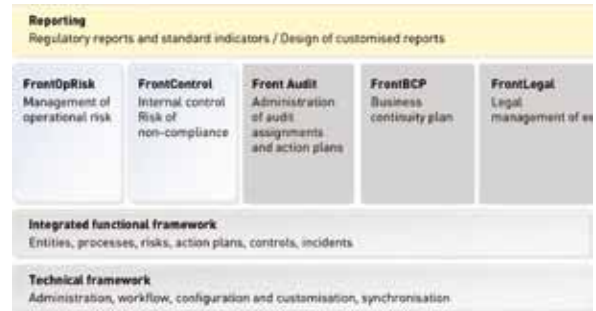 Reporting
Regulatory reports and standard indicators / Design of customised reports
FrontOpRisk
Management of
operational risk
FrontControl
Internal control
Risk of
non-compliance
Front Audit
Administration
of audit
assignments
and action plans
FrontBCP
Business
continuity plan
FrontLegal
Legal
management of
Integrated functional framework
Entities, processes, risks, action plans, controls, incidents
Technical framework
Administration, workflow, configuration and customisation, synchronisation